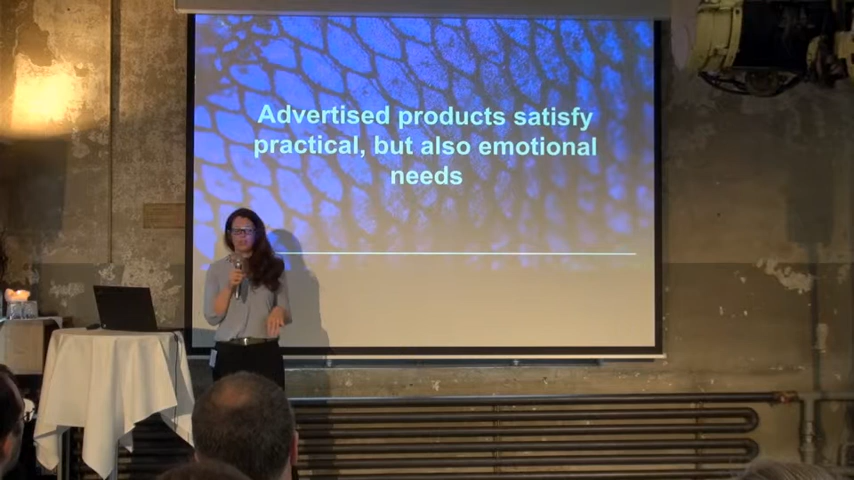 Advertised products satisfy
practical, but also emotional
needs